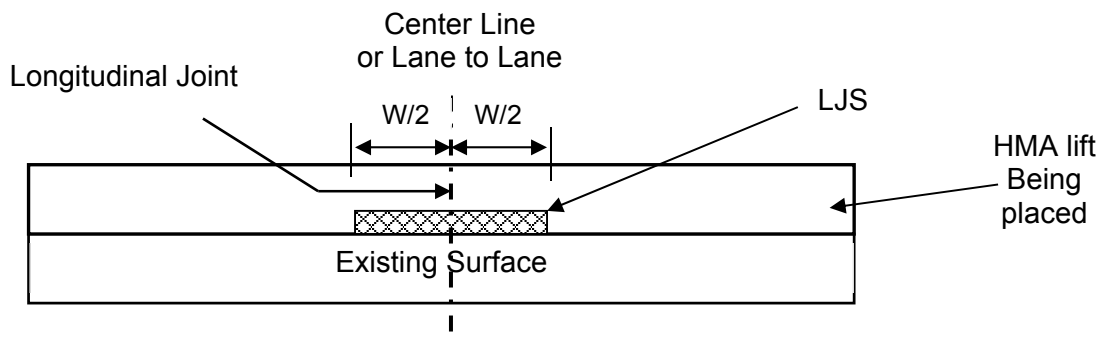 Center Line
or Lane to Lane
Longitudinal Joint
W/2 W/2
LJS
HMA lift
Being
placed
Existing Surface